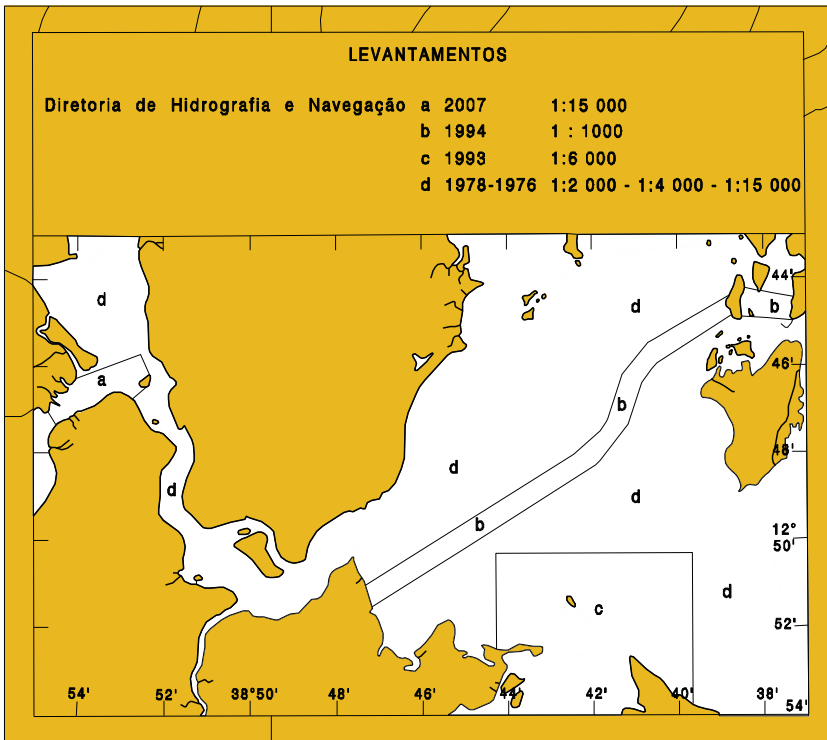 LEVANTAMENTOS
Diretoria de Hidrografia e Navegação a 2007 1:15 000
b 1994 1 : 1000
c 1993 1:6 000
d 1978-1976 1:2 000 - 1:4 000 - 1:15 000
44'
d
d
b
46'
a
b
48'
d
d
d
b
12°
50'
d
c
52'
54'
52'
38°50'
48'
46'
44'
42'
40'
38'
54'